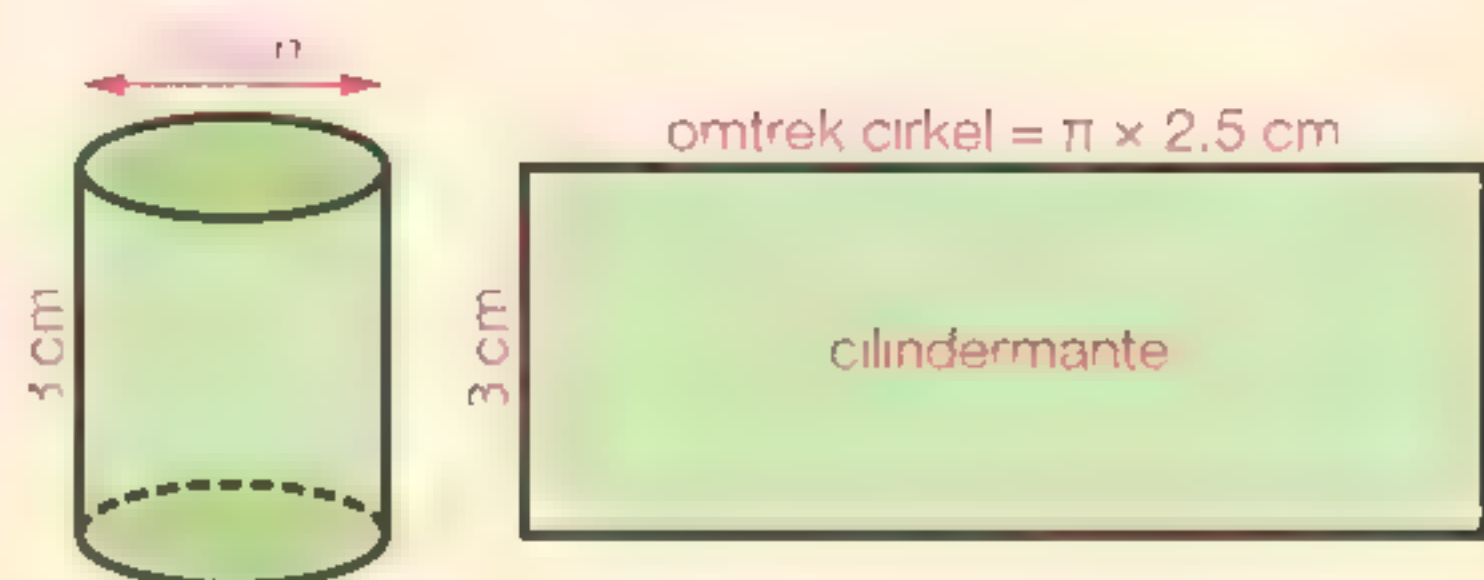 omtrek cirkel = π × 2.5 cm
3 cm
3 cm
cilindermante